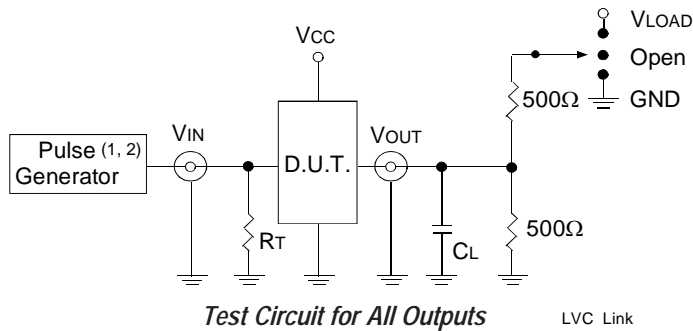 VLOAD
VCC
Open
500Ω
GND
VIN
VOUT
Pulse (1, 2)
Generator
D.U.T.
500Ω
RT
CL
Test Circuit for All Outputs
LVC Link